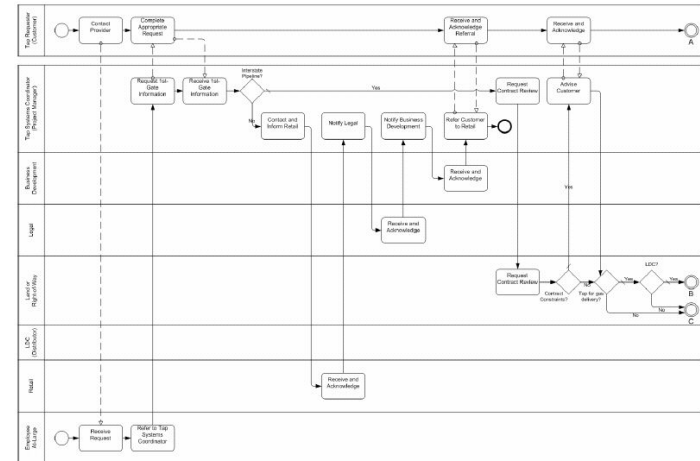 Tap Requester
(Customer)
Contact
Provider
Complete
Appropriate
Request
Receive and
Acknowledge
Referral
Receive and
Acknowledge
A
Tap Systems Coordinator
(Project Manager)
Request 1st-
Gate
Information
Receive 1st-
Gate
Information
Interstate
Pipeline?
Yes
No
Request
Contract Review
Advise
Customer
Contact and
Inform Retail
Notify Legal
Notify Business
Development
Refer Customer
to Retail
Business
Development
Receive and
Acknowledge
Yes
Legal
Receive and
Acknowledge
Land or
Right-of-Way
Request
Contract Review
Contract
Constraints?
No
Tap for gas
delivery?
Yes
LDC?
Yes
B
No
No
C
LDC
(Distributor)
Retail
Receive and
Acknowledge
Employee
At-Large
Receive
Request
Refer to Tap
Systems
Coordinator